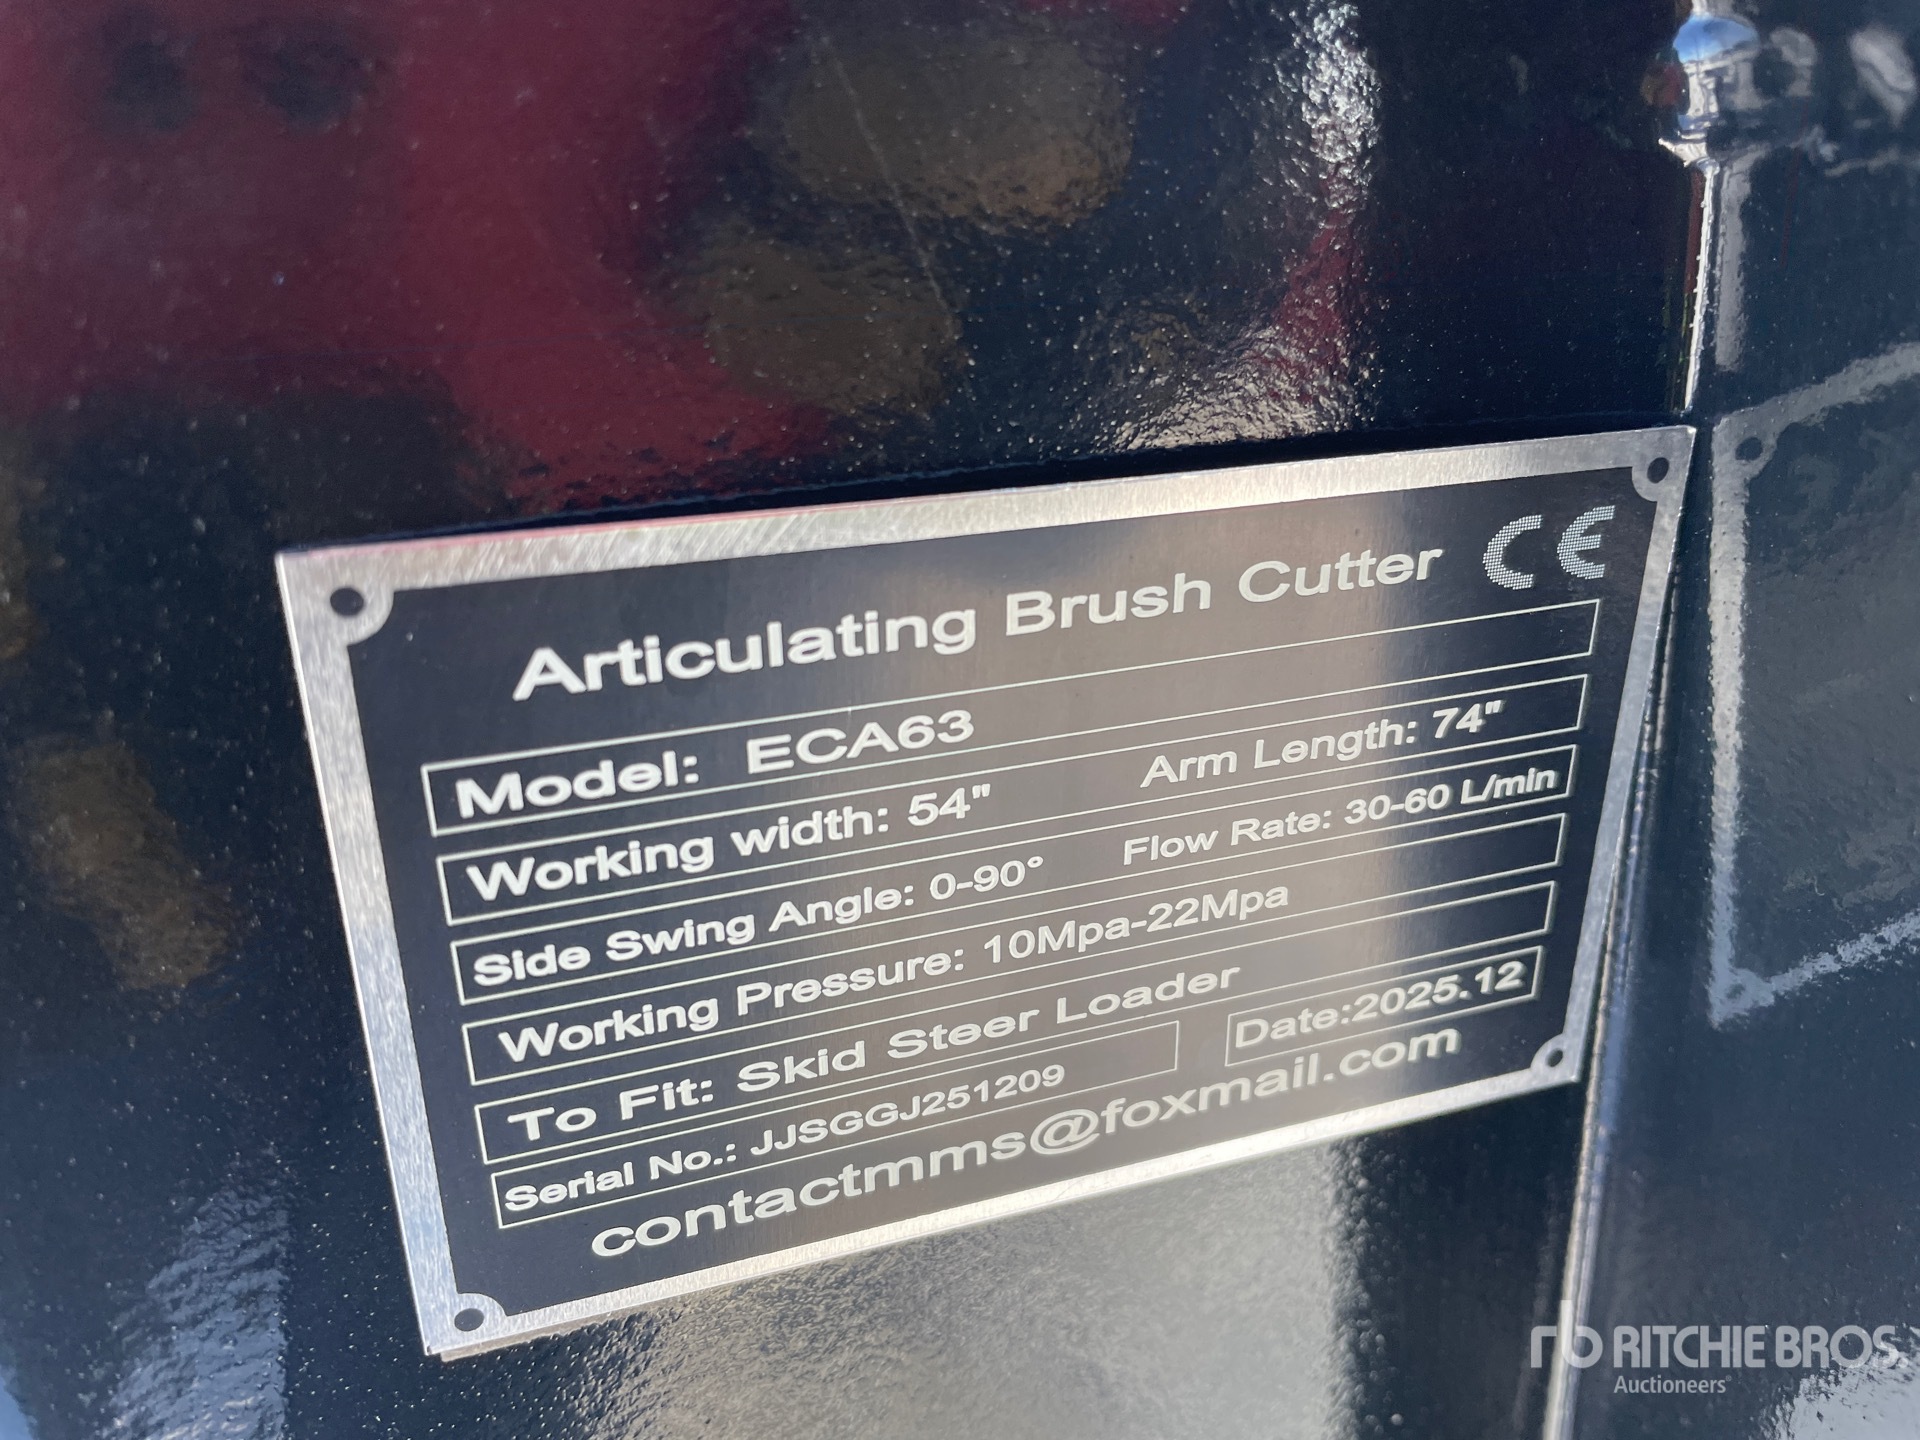 Articulating Brush Cutter CE
Model: ECA63
Working width: 54" Arm Length: 74"
Side Swing Angle: 0-90° Flow Rate: 30-60 L/min
Working Pressure: 10Mpa-22Mpa
To Fit: Skid Steer Loader
Serial No.: JJSGGJ251209 Date:2025.12
contactmms@foxmail.com
RITCHIE BROS.
Auctioneers